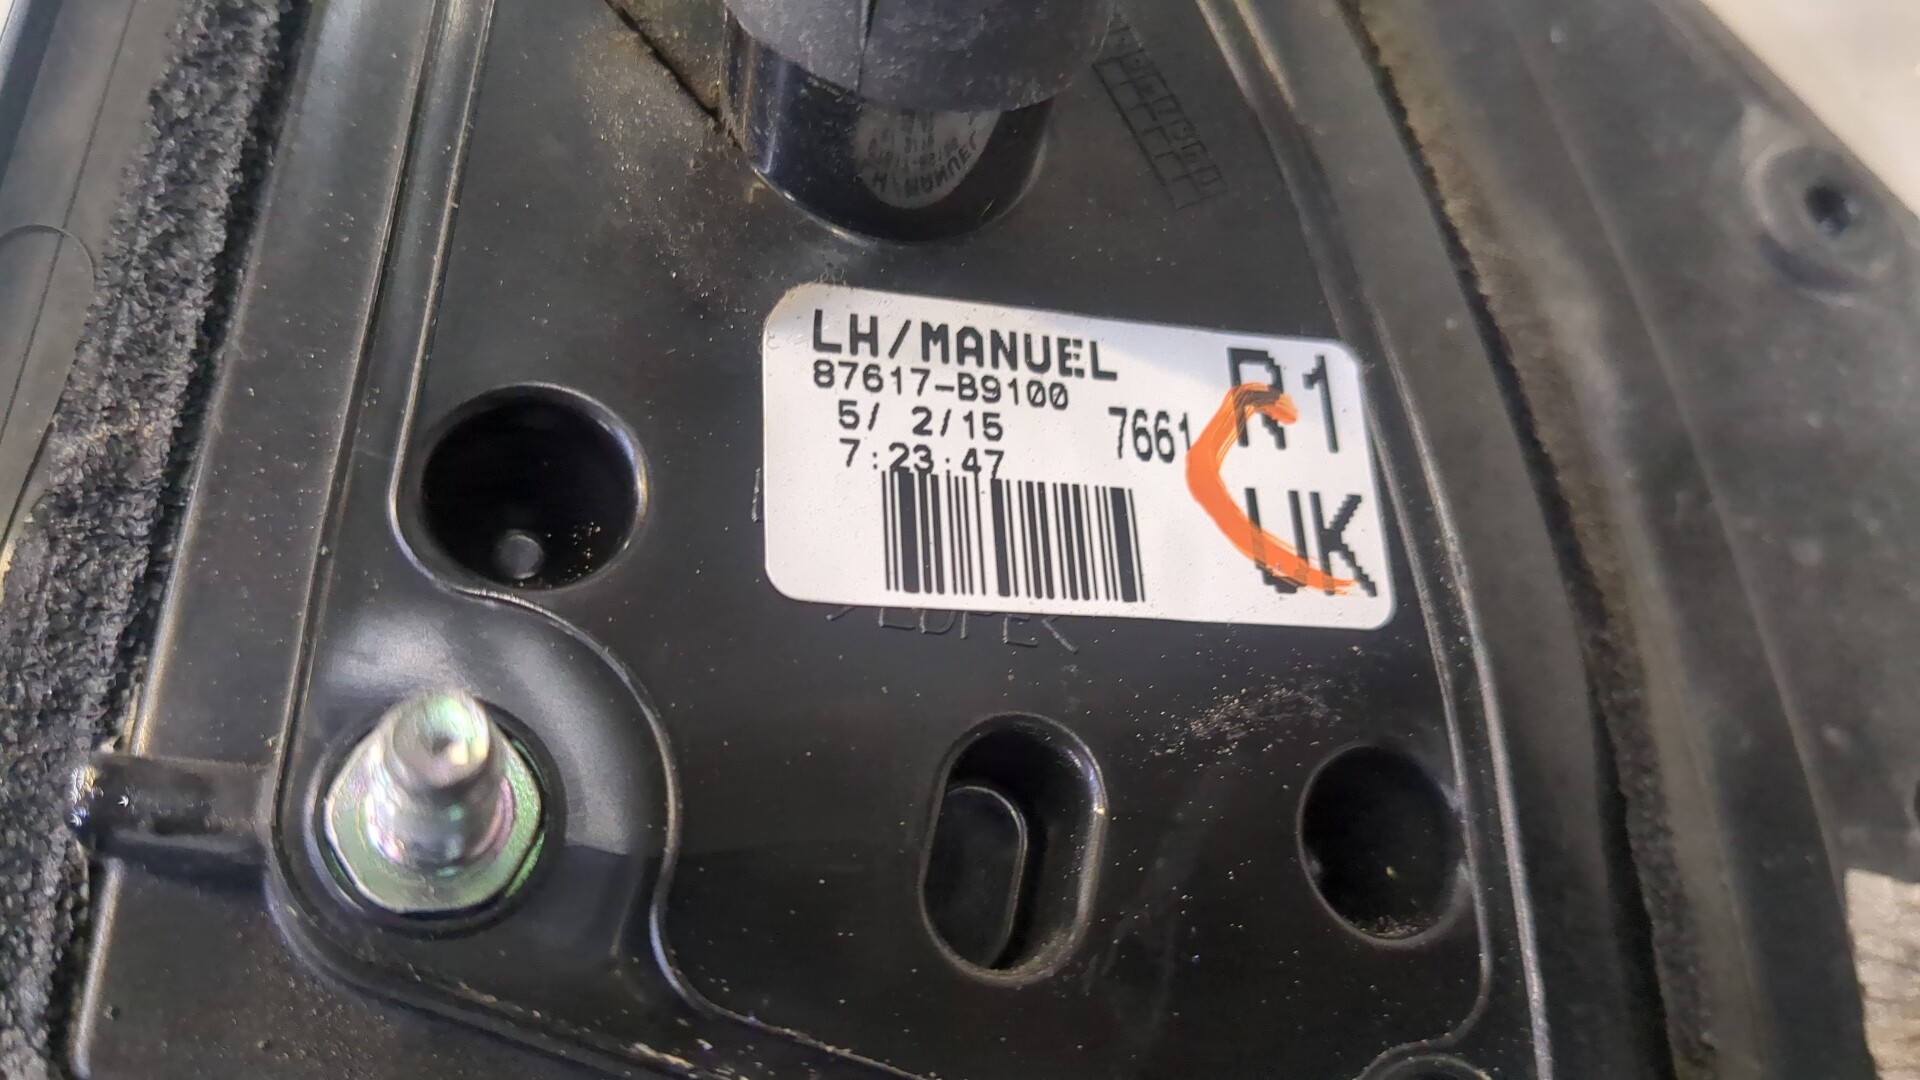 LH/MANUEL
87617-B9100
5/ 2/15
7:23:47
7661
R1
UK